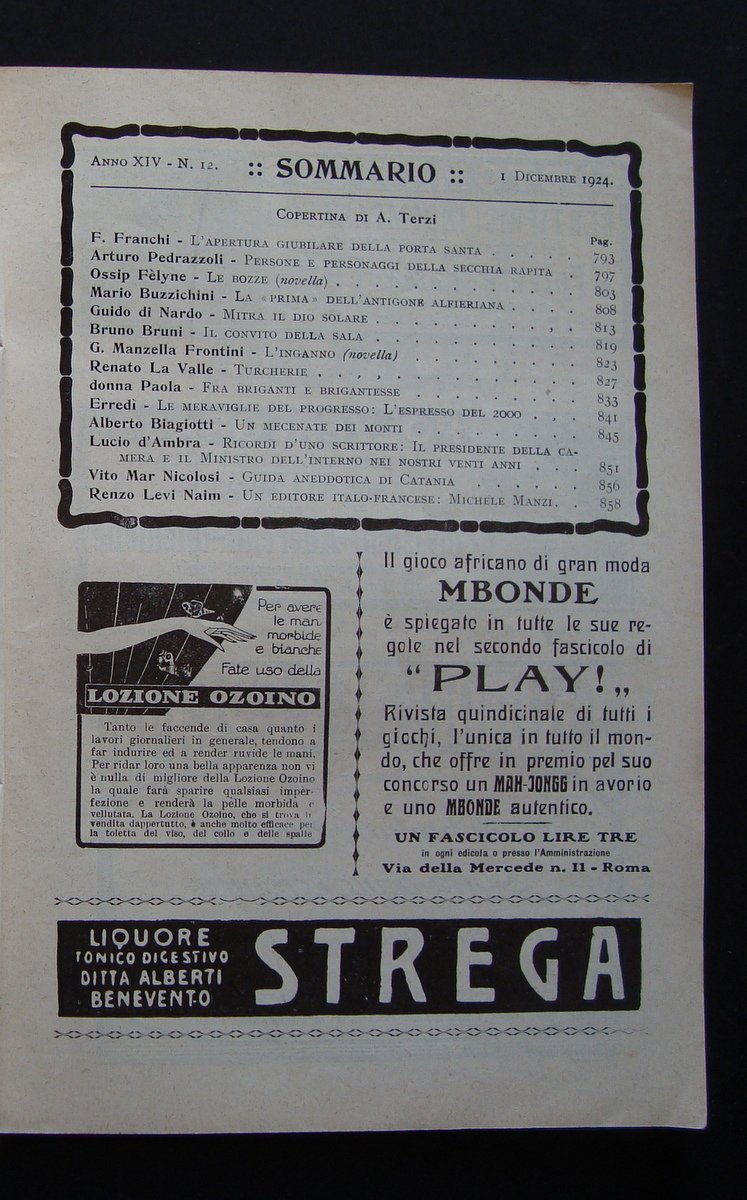 Anno XIV - N. 12. :: SOMMARIO :: 1 Dicembre 1924.
Copertina di A. Terzi
Pag.
F. Franchi - L'apertura giubilare della porta santa . . . . . 793
Arturo Pedrazzoli - Persone e personaggi della secchia rapita . 797
Ossip Fèlyne - Le bozze (novella) . . . . . . . . . . . 803
Mario Buzzichini - La «prima» dell'antigone alfieriana . . . . 808
Guido di Nardo - Mitra il dio solare . . . . . . . . . . 813
Bruno Bruni - Il convito della sala . . . . . . . . . . 819
G. Manzella Frontini - L'inganno (novella) . . . . . . . . 823
Renato La Valle - Turcherie . . . . . . . . . . . . 827
donna Paola - Fra briganti e brigantesse . . . . . . . . 833
Erredì - Le meraviglie del progresso: L'espresso del 2000 . . . 841
Alberto Biagiotti - Un mecenate dei monti . . . . . . . . 845
Lucio d'Ambra - Ricordi d'uno scrittore: Il presidente della ca-
mera e il Ministro dell'interno nei nostri venti anni . . . 851
Vito Mar Nicolosi - Guida aneddotica di Catania . . . . . . 856
Renzo Levi Naim - Un editore italo-francese: Michele Manzi. . 858
Per avere
le man
morbide
e bianche
Fate uso della
LOZIONE OZOINO
Tanto le faccende di casa quanto i
lavori giornalieri in generale, tendono a
far indurire ed a render ruvide le mani.
Per ridar loro una bella apparenza non vi
è nulla di migliore della Lozione Ozoino
la quale farà sparire qualsiasi imper-
fezione e renderà la pelle morbida e
vellutata. La Lozione Ozoino, che si trova in
vendita dappertutto, è anche molto efficace per
la toletta del viso, del collo e delle spalle
Il gioco africano di gran moda
MBONDE
è spiegato in tutte le sue re-
gole nel secondo fascicolo di
"PLAY!„
Rivista quindicinale di tutti i
giochi, l'unica in tutto il mon-
do, che offre in premio pel suo
concorso un MAH-JONGG in avorio
e uno MBONDE autentico.
UN FASCICOLO LIRE TRE
in ogni edicola o presso l'Amministrazione
Via della Mercede n. 11 - Roma
LIQUORE
TONICO DIGESTIVO
DITTA ALBERTI
BENEVENTO
STREGA